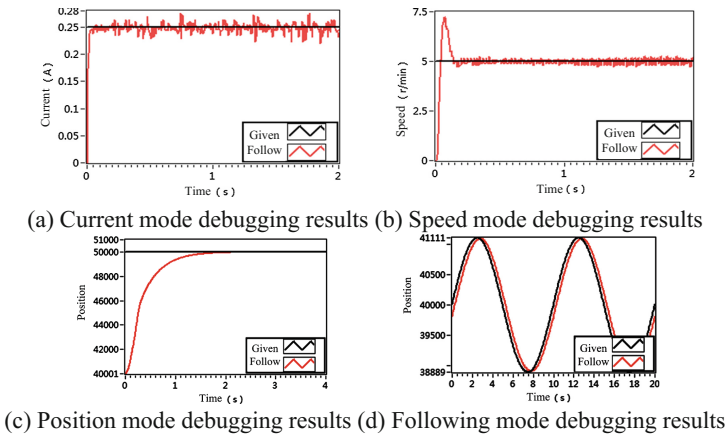 0.28
0.25
0.2
0.15
0.1
0.05
0
Current (A)
Given
Follow
0
1
2
Time (s)
7.5
5
2.5
0
Speed (r/min)
Given
Follow
0
1
2
Time (s)
(a) Current mode debugging results (b) Speed mode debugging results
51000
50000
48000
46000
44000
42000
40001
Position
Given
Follow
0
1
2
3
4
Time (s)
41111
40500
40000
39500
38889
Position
Given
Follow
0
2
4
6
8
10
12
14
16
18
20
Time (s)
(c) Position mode debugging results (d) Following mode debugging results